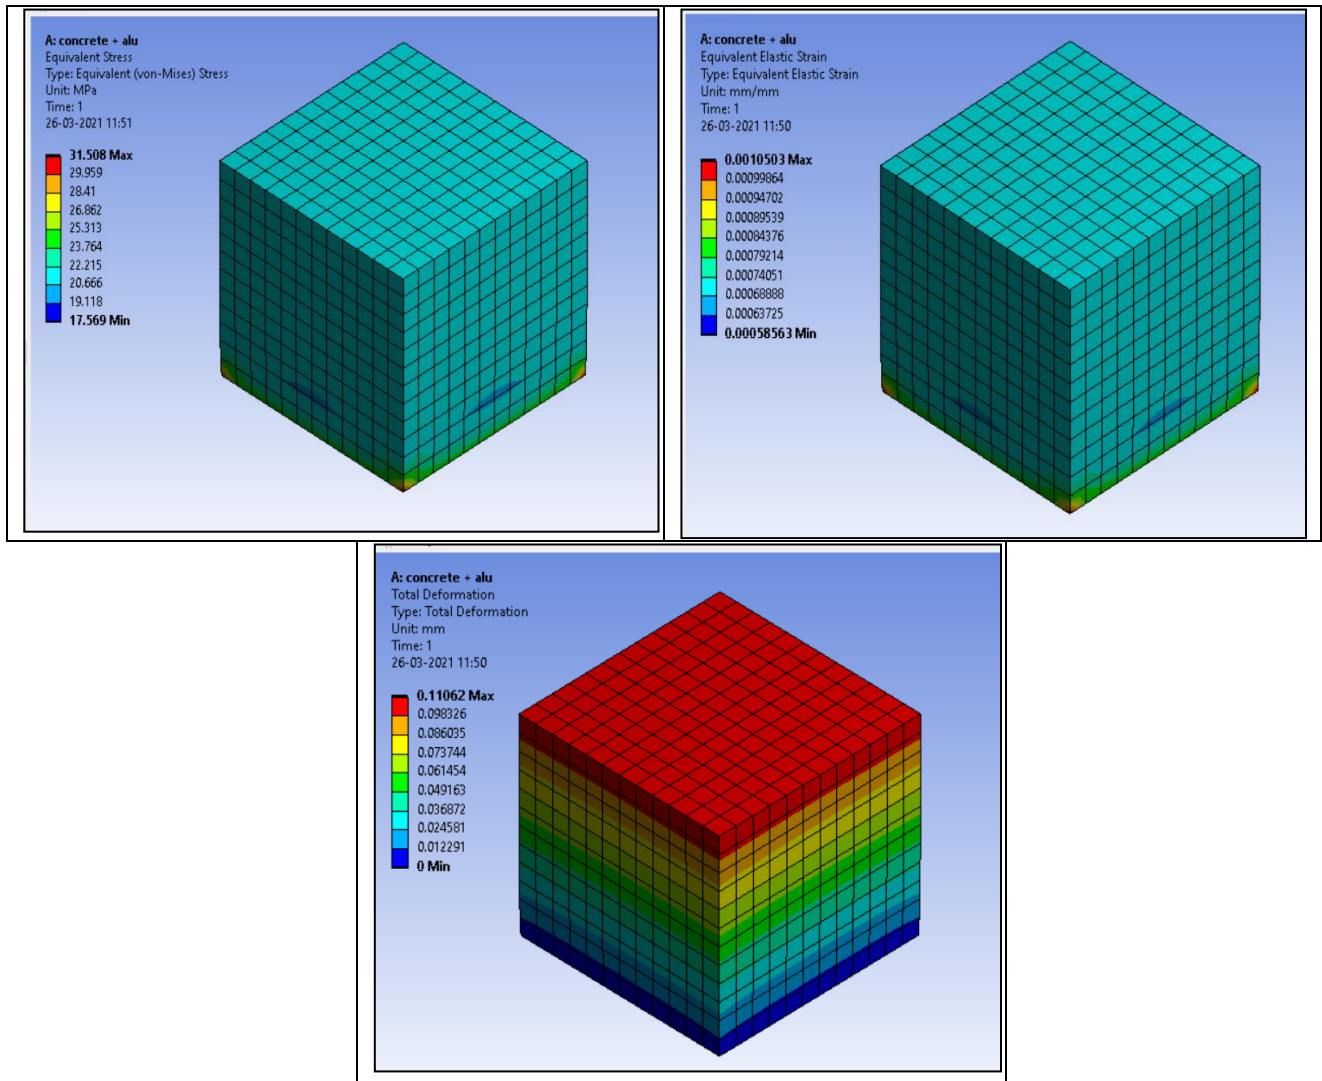 A: concrete + alu
Equivalent Stress
Type: Equivalent (von-Mises) Stress
Unit: MPa
Time: 1
26-03-2021 11:51
31.508 Max
29.959
28.41
26.862
25.313
23.764
22.215
20.666
19.118
17.569 Min
A: concrete + alu
Equivalent Elastic Strain
Type: Equivalent Elastic Strain
Unit: mm/mm
Time: 1
26-03-2021 11:50
0.0010503 Max
0.00099864
0.00094702
0.00089539
0.00084376
0.00079214
0.00074051
0.00068888
0.00063725
0.00058563 Min
A: concrete + alu
Total Deformation
Type: Total Deformation
Unit: mm
Time: 1
26-03-2021 11:50
0.11062 Max
0.098326
0.086035
0.073744
0.061454
0.049163
0.036872
0.024581
0.012291
0 Min